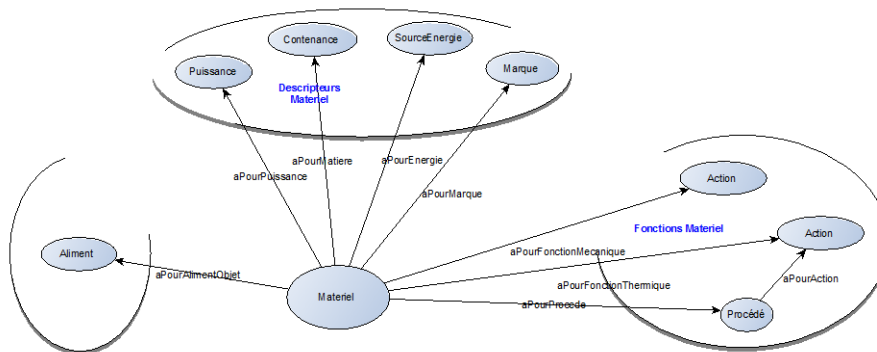 Contenance
SourceEnergie
Puissance
Marque
Descripteurs
Materiel
aPourMatiere
aPourEnergie
aPourPuissance
aPourMarque
Action
Fonctions Materiel
Action
Aliment
aPourFonctionMecanique
aPourAlimentObjet
aPourAction
aPourFonctionThermique
Materiel
aPourProcede
Procédé